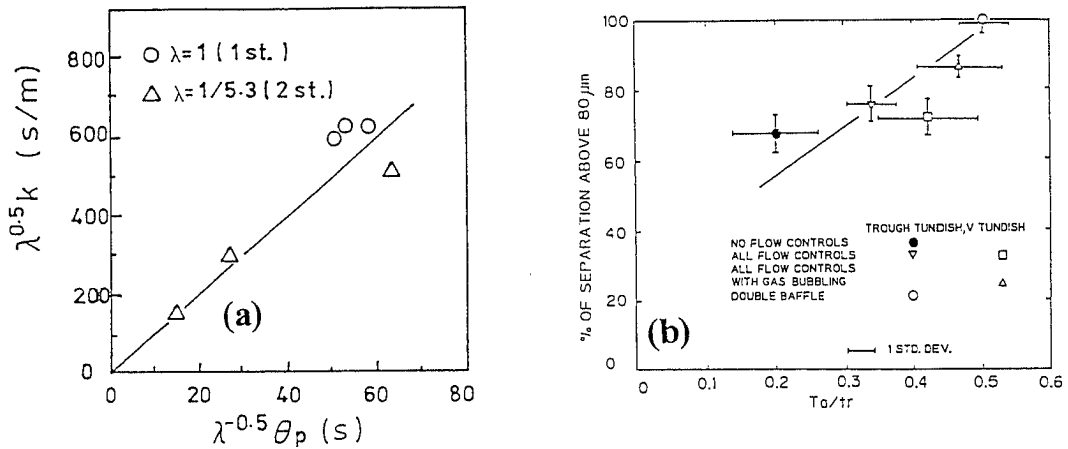 800
600
400
200
0
0 20 40 60 80
λ^0.5 k (s/m)
λ^-0.5 θp (s)
○ λ=1 (1 st.)
△ λ=1/5.3 (2 st.)
(a)
100
80
60
40
20
0
0 0.1 0.2 0.3 0.4 0.5 0.6
% OF SEPARATION ABOVE 80 μm
Ta/tr
TROUGH TUNDISH, V TUNDISH
NO FLOW CONTROLS
ALL FLOW CONTROLS
ALL FLOW CONTROLS
WITH GAS BUBBLING
DOUBLE BAFFLE
1 STD. DEV.
(b)